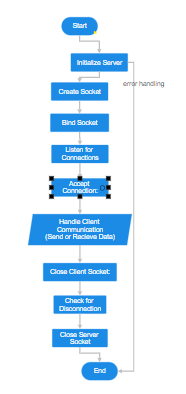 Start
Initialize Server
error handling
Create Socket
Bind Socket
Listen for
Connections
Accept
Connection:
Handle Client
Communication
(Send or Recieve Data)
Close Client Socket:
Check for
Disconnection
Close Server
Socket
End